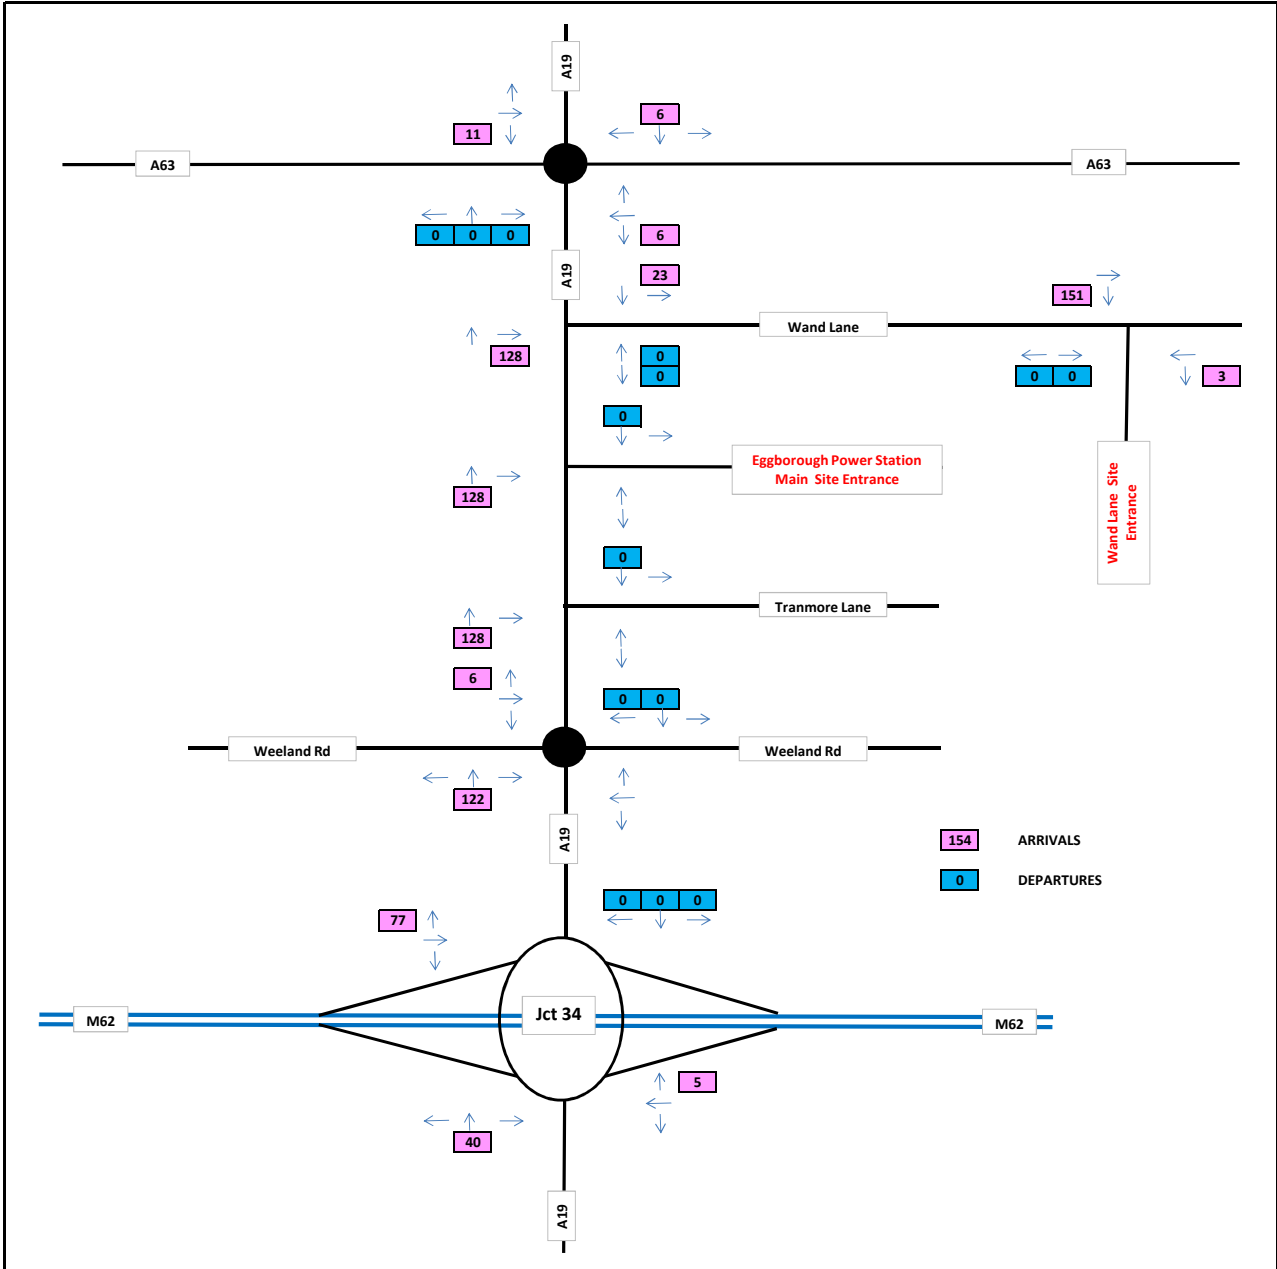 A19
6
11
A63
A63
0 0 0
6
A19
23
151
Wand Lane
128
0
0
0 0
3
0
Eggborough Power Station
Main Site Entrance
128
Wand Lane Site
Entrance
0
Tranmore Lane
128
6
0 0
Weeland Rd
Weeland Rd
122
A19
154 ARRIVALS
0 DEPARTURES
0 0 0
77
Jct 34
M62
M62
5
40
A19